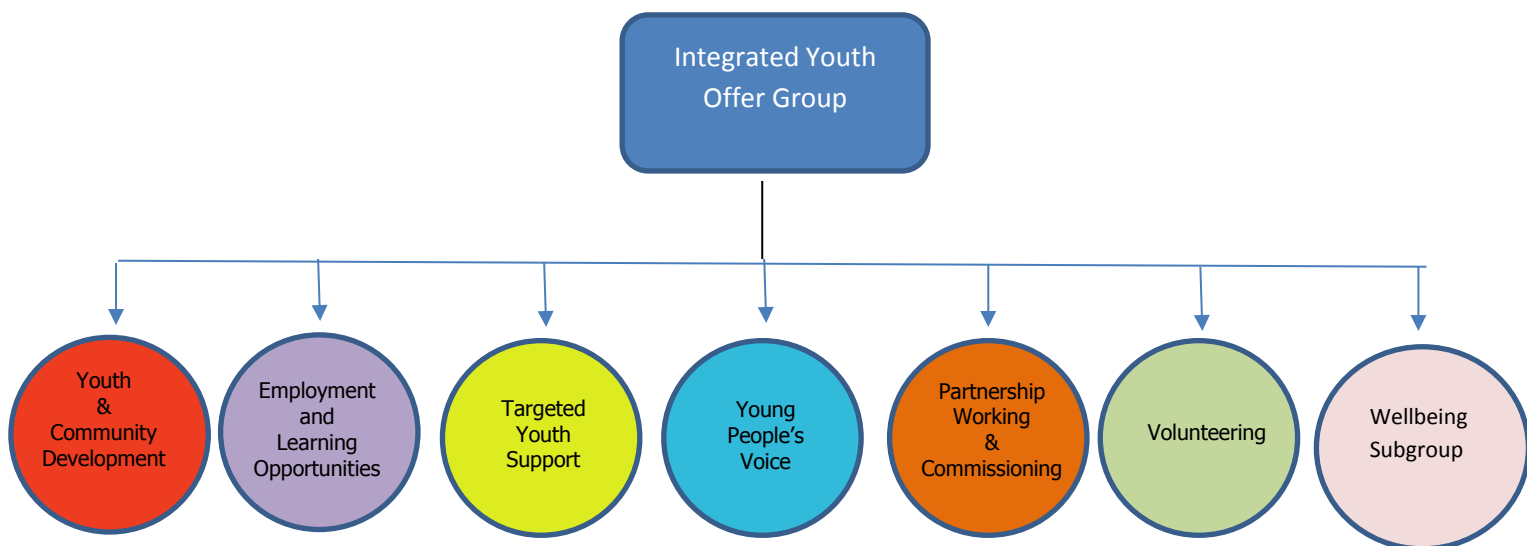 Integrated Youth
Offer Group
Youth
&
Community
Development
Employment
and
Learning
Opportunities
Targeted
Youth
Support
Young
People’s
Voice
Partnership
Working
&
Commissioning
Volunteering
Wellbeing
Subgroup